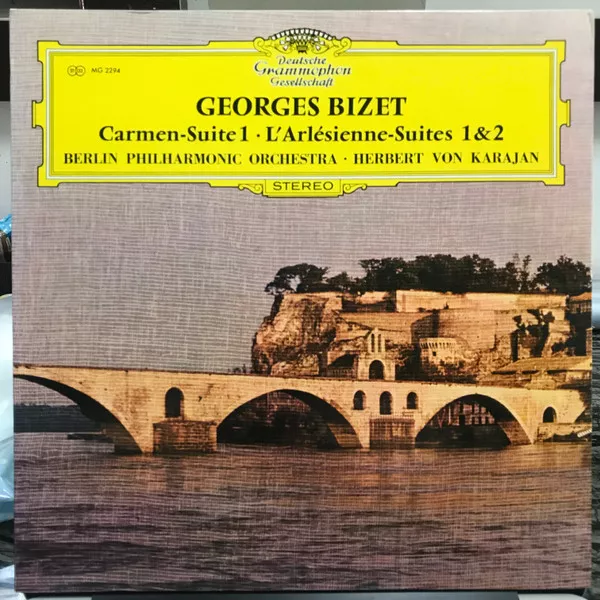 Deutsche
Grammophon
Gesellschaft
MG 2294
GEORGES BIZET
Carmen-Suite 1 · L'Arlésienne-Suites 1 & 2
BERLIN PHILHARMONIC ORCHESTRA · HERBERT VON KARAJAN
STEREO